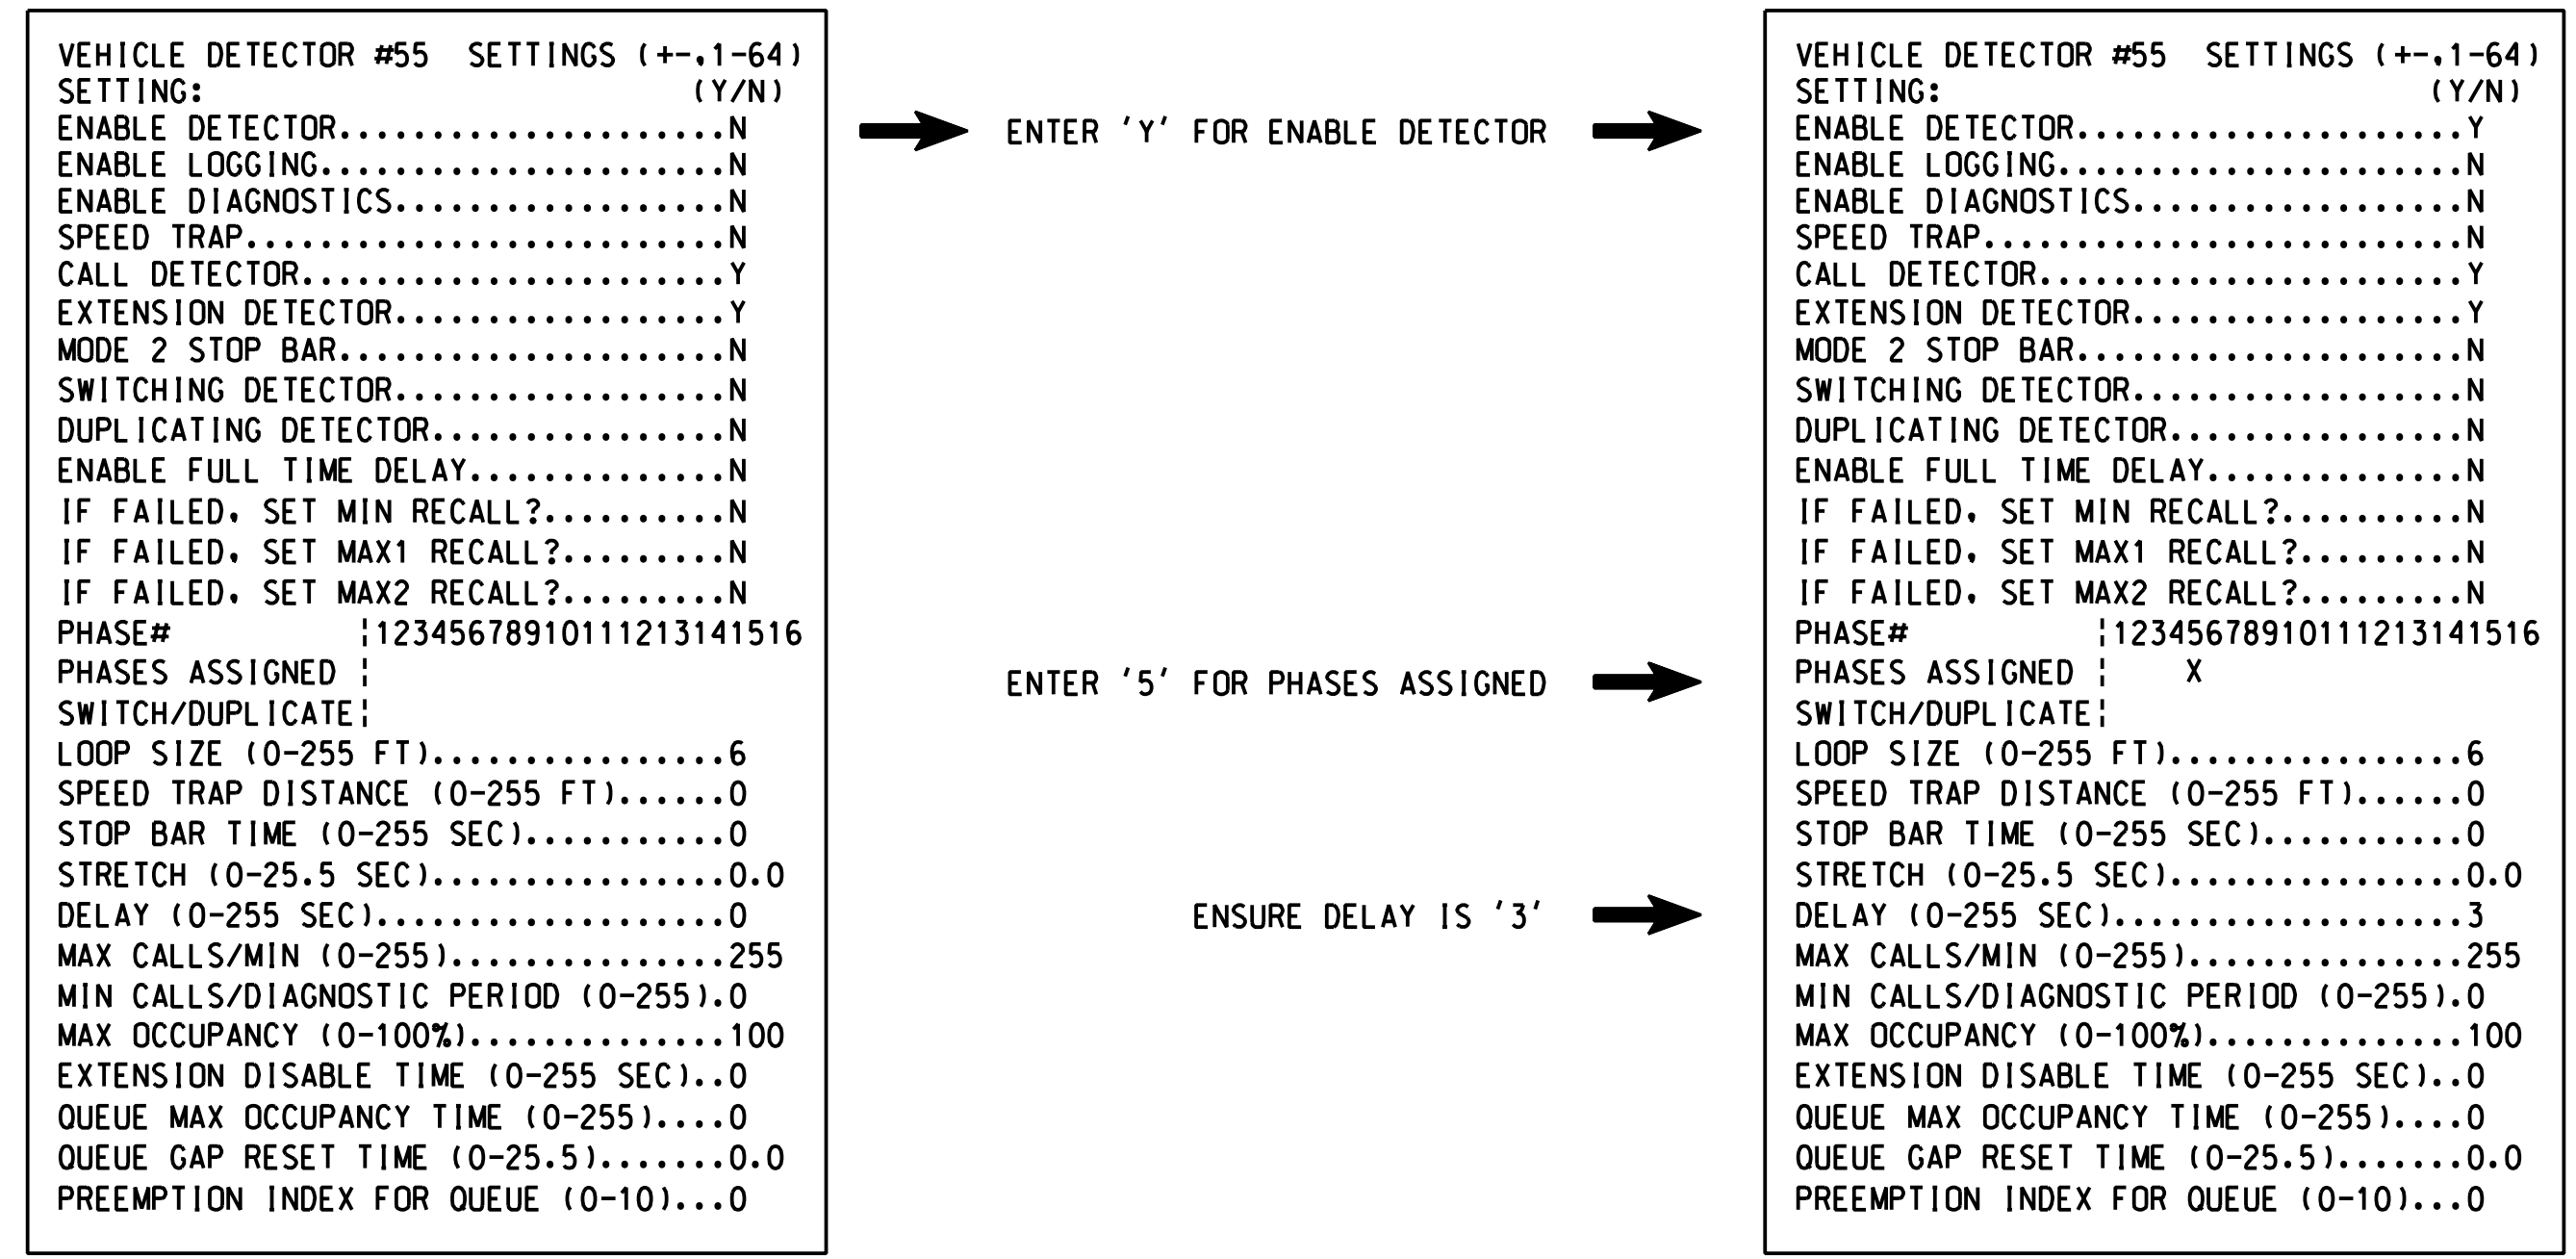 VEHICLE DETECTOR #55  SETTINGS (+-,1-64)
SETTING:                          (Y/N)
ENABLE DETECTOR.....................N
ENABLE LOGGING......................N
ENABLE DIAGNOSTICS..................N
SPEED TRAP..........................N
CALL DETECTOR.......................Y
EXTENSION DETECTOR..................Y
MODE 2 STOP BAR.....................N
SWITCHING DETECTOR..................N
DUPLICATING DETECTOR................N
ENABLE FULL TIME DELAY..............N
IF FAILED, SET MIN RECALL?..........N
IF FAILED, SET MAX1 RECALL?.........N
IF FAILED, SET MAX2 RECALL?.........N
PHASE#          ¦12345678910111213141516
PHASES ASSIGNED ¦
SWITCH/DUPLICATE¦
LOOP SIZE (0-255 FT)................6
SPEED TRAP DISTANCE (0-255 FT)......0
STOP BAR TIME (0-255 SEC)...........0
STRETCH (0-25.5 SEC)................0.0
DELAY (0-255 SEC)...................0
MAX CALLS/MIN (0-255)...............255
MIN CALLS/DIAGNOSTIC PERIOD (0-255).0
MAX OCCUPANCY (0-100%)..............100
EXTENSION DISABLE TIME (0-255 SEC)..0
QUEUE MAX OCCUPANCY TIME (0-255)....0
QUEUE GAP RESET TIME (0-25.5).......0.0
PREEMPTION INDEX FOR QUEUE (0-10)...0
ENTER 'Y' FOR ENABLE DETECTOR
ENTER '5' FOR PHASES ASSIGNED
ENSURE DELAY IS '3'
VEHICLE DETECTOR #55  SETTINGS (+-,1-64)
SETTING:                          (Y/N)
ENABLE DETECTOR.....................Y
ENABLE LOGGING......................N
ENABLE DIAGNOSTICS..................N
SPEED TRAP..........................N
CALL DETECTOR.......................Y
EXTENSION DETECTOR..................Y
MODE 2 STOP BAR.....................N
SWITCHING DETECTOR..................N
DUPLICATING DETECTOR................N
ENABLE FULL TIME DELAY..............N
IF FAILED, SET MIN RECALL?..........N
IF FAILED, SET MAX1 RECALL?.........N
IF FAILED, SET MAX2 RECALL?.........N
PHASE#          ¦12345678910111213141516
PHASES ASSIGNED ¦    X
SWITCH/DUPLICATE¦
LOOP SIZE (0-255 FT)................6
SPEED TRAP DISTANCE (0-255 FT)......0
STOP BAR TIME (0-255 SEC)...........0
STRETCH (0-25.5 SEC)................0.0
DELAY (0-255 SEC)...................3
MAX CALLS/MIN (0-255)...............255
MIN CALLS/DIAGNOSTIC PERIOD (0-255).0
MAX OCCUPANCY (0-100%)..............100
EXTENSION DISABLE TIME (0-255 SEC)..0
QUEUE MAX OCCUPANCY TIME (0-255)....0
QUEUE GAP RESET TIME (0-25.5).......0.0
PREEMPTION INDEX FOR QUEUE (0-10)...0